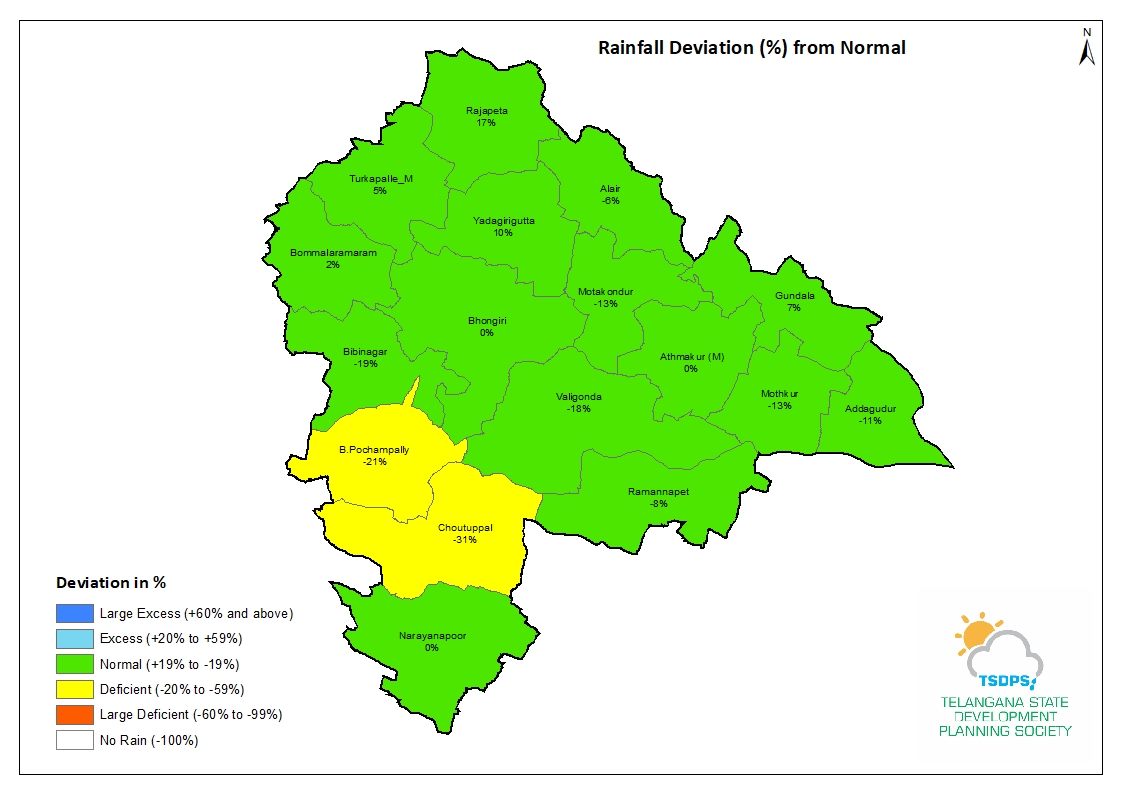 Rainfall Deviation (%) from Normal
N
Rajapeta
17%
Turkapalle_M
5%
Alair
-6%
Yadagirigutta
10%
Bommalaramaram
2%
Motakondur
-13%
Gundala
7%
Bhongiri
0%
Bibinagar
-19%
Athmakur (M)
0%
Valigonda
-18%
Mothkur
-13%
Addagudur
-11%
B.Pochampally
-21%
Ramannapet
-8%
Choutuppal
-31%
Narayanapoor
0%
Deviation in %
Large Excess (+60% and above)
Excess (+20% to +59%)
Normal (+19% to -19%)
Deficient (-20% to -59%)
Large Deficient (-60% to -99%)
No Rain (-100%)
TSDPS
TELANGANA STATE
DEVELOPMENT
PLANNING SOCIETY